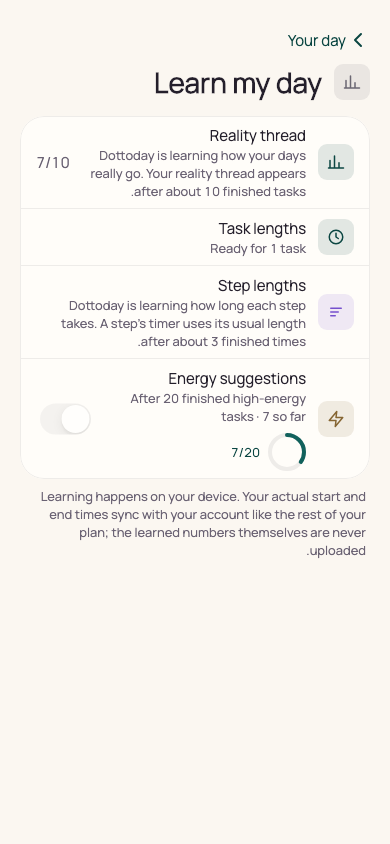 Your day
Learn my day
Reality thread
Dottoday is learning how your days
really go. Your reality thread appears
after about 10 finished tasks.
7/10
Task lengths
Ready for 1 task
Step lengths
Dottoday is learning how long each step
takes. A step's timer uses its usual length
after about 3 finished times.
Energy suggestions
After 20 finished high-energy
tasks · 7 so far
7/20
Learning happens on your device. Your actual start and
end times sync with your account like the rest of your
plan; the learned numbers themselves are never
uploaded.